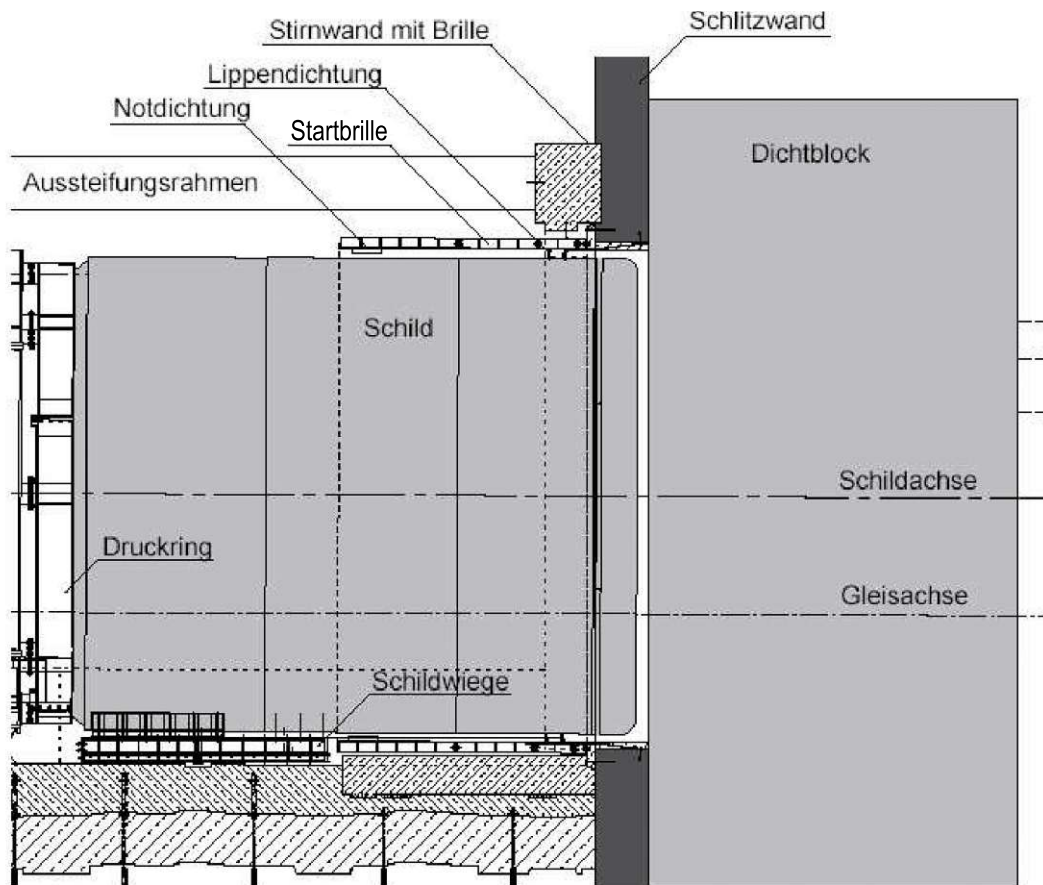 Schlitzwand
Stirnwand mit Brille
Lippendichtung
Notdichtung
Startbrille
Dichtblock
Aussteifungsrahmen
Schild
Schildachse
Druckring
Gleisachse
Schildwiege